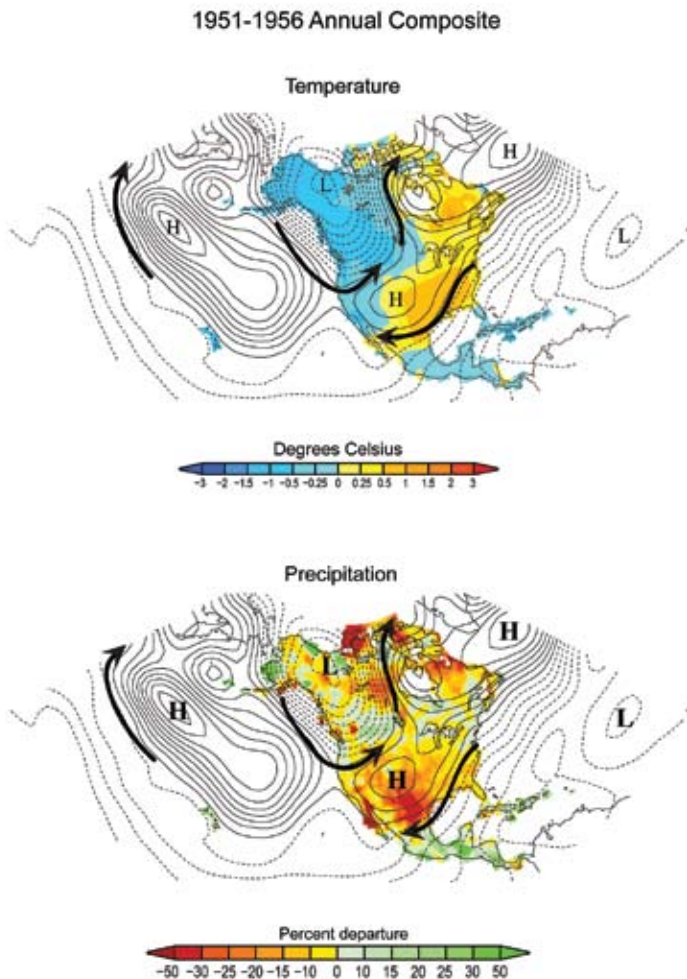 1951-1956 Annual Composite
Temperature
H
L
H
L
H
Degrees Celsius
-3 -2 -1.5 -1 -0.5 -0.25 0 0.25 0.5 1 1.5 2 3
Precipitation
H
L
H
L
H
Percent departure
-50 -30 -25 -20 -15 -10 0 10 15 20 25 30 50